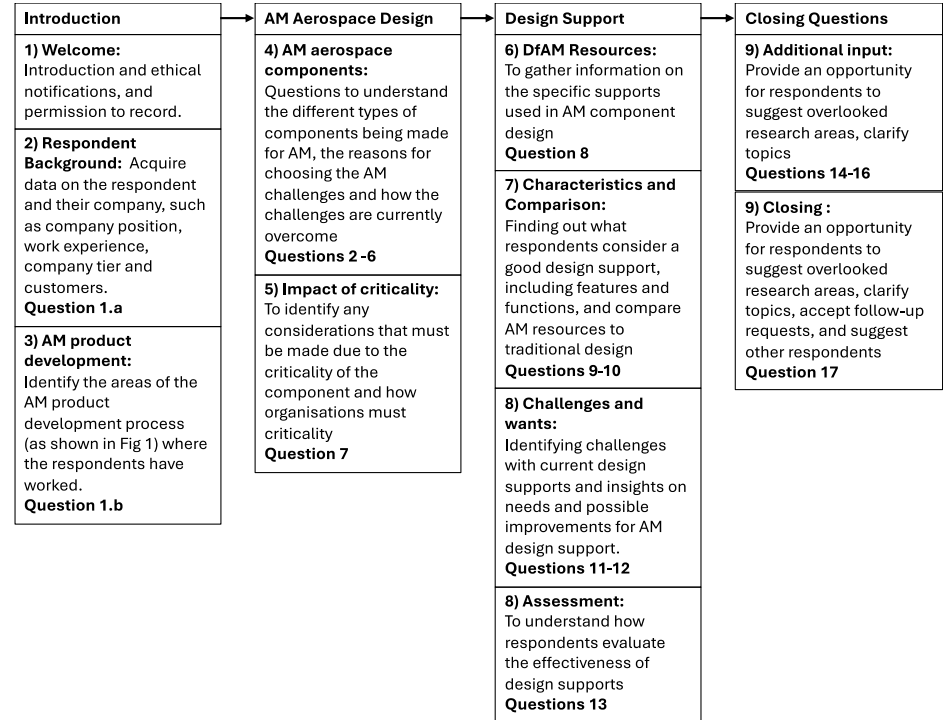 Introduction
1) Welcome:
Introduction and ethical
notifications, and
permission to record.
2) Respondent
Background:  Acquire
data on the respondent
and their company, such
as company position,
work experience,
company tier and
customers.
Question 1.a
3) AM product
development:
Identify the areas of the
AM product
development process
(as shown in Fig 1) where
the respondents have
worked.
Question 1.b
AM Aerospace Design
4) AM aerospace
components:
Questions to understand
the different types of
components being made
for AM, the reasons for
choosing the AM
challenges and how the
challenges are currently
overcome
Questions 2 -6
5) Impact of criticality:
To identify any
considerations that must
be made due to the
criticality of the
component and how
organisations must
criticality
Question 7
Design Support
6) DfAM Resources:
To gather information on
the specific supports
used in AM component
design
Question 8
7) Characteristics and
Comparison:
Finding out what
respondents consider a
good design support,
including features and
functions, and compare
AM resources to
traditional design
Questions 9-10
8) Challenges and
wants:
Identifying challenges
with current design
supports and insights on
needs and possible
improvements for AM
design support.
Questions 11-12
8) Assessment:
To understand how
respondents evaluate
the effectiveness of
design supports
Questions 13
Closing Questions
9) Additional input:
Provide an opportunity
for respondents to
suggest overlooked
research areas, clarify
topics
Questions 14-16
9) Closing :
Provide an opportunity
for respondents to
suggest overlooked
research areas, clarify
topics, accept follow-up
requests, and suggest
other respondents
Question 17